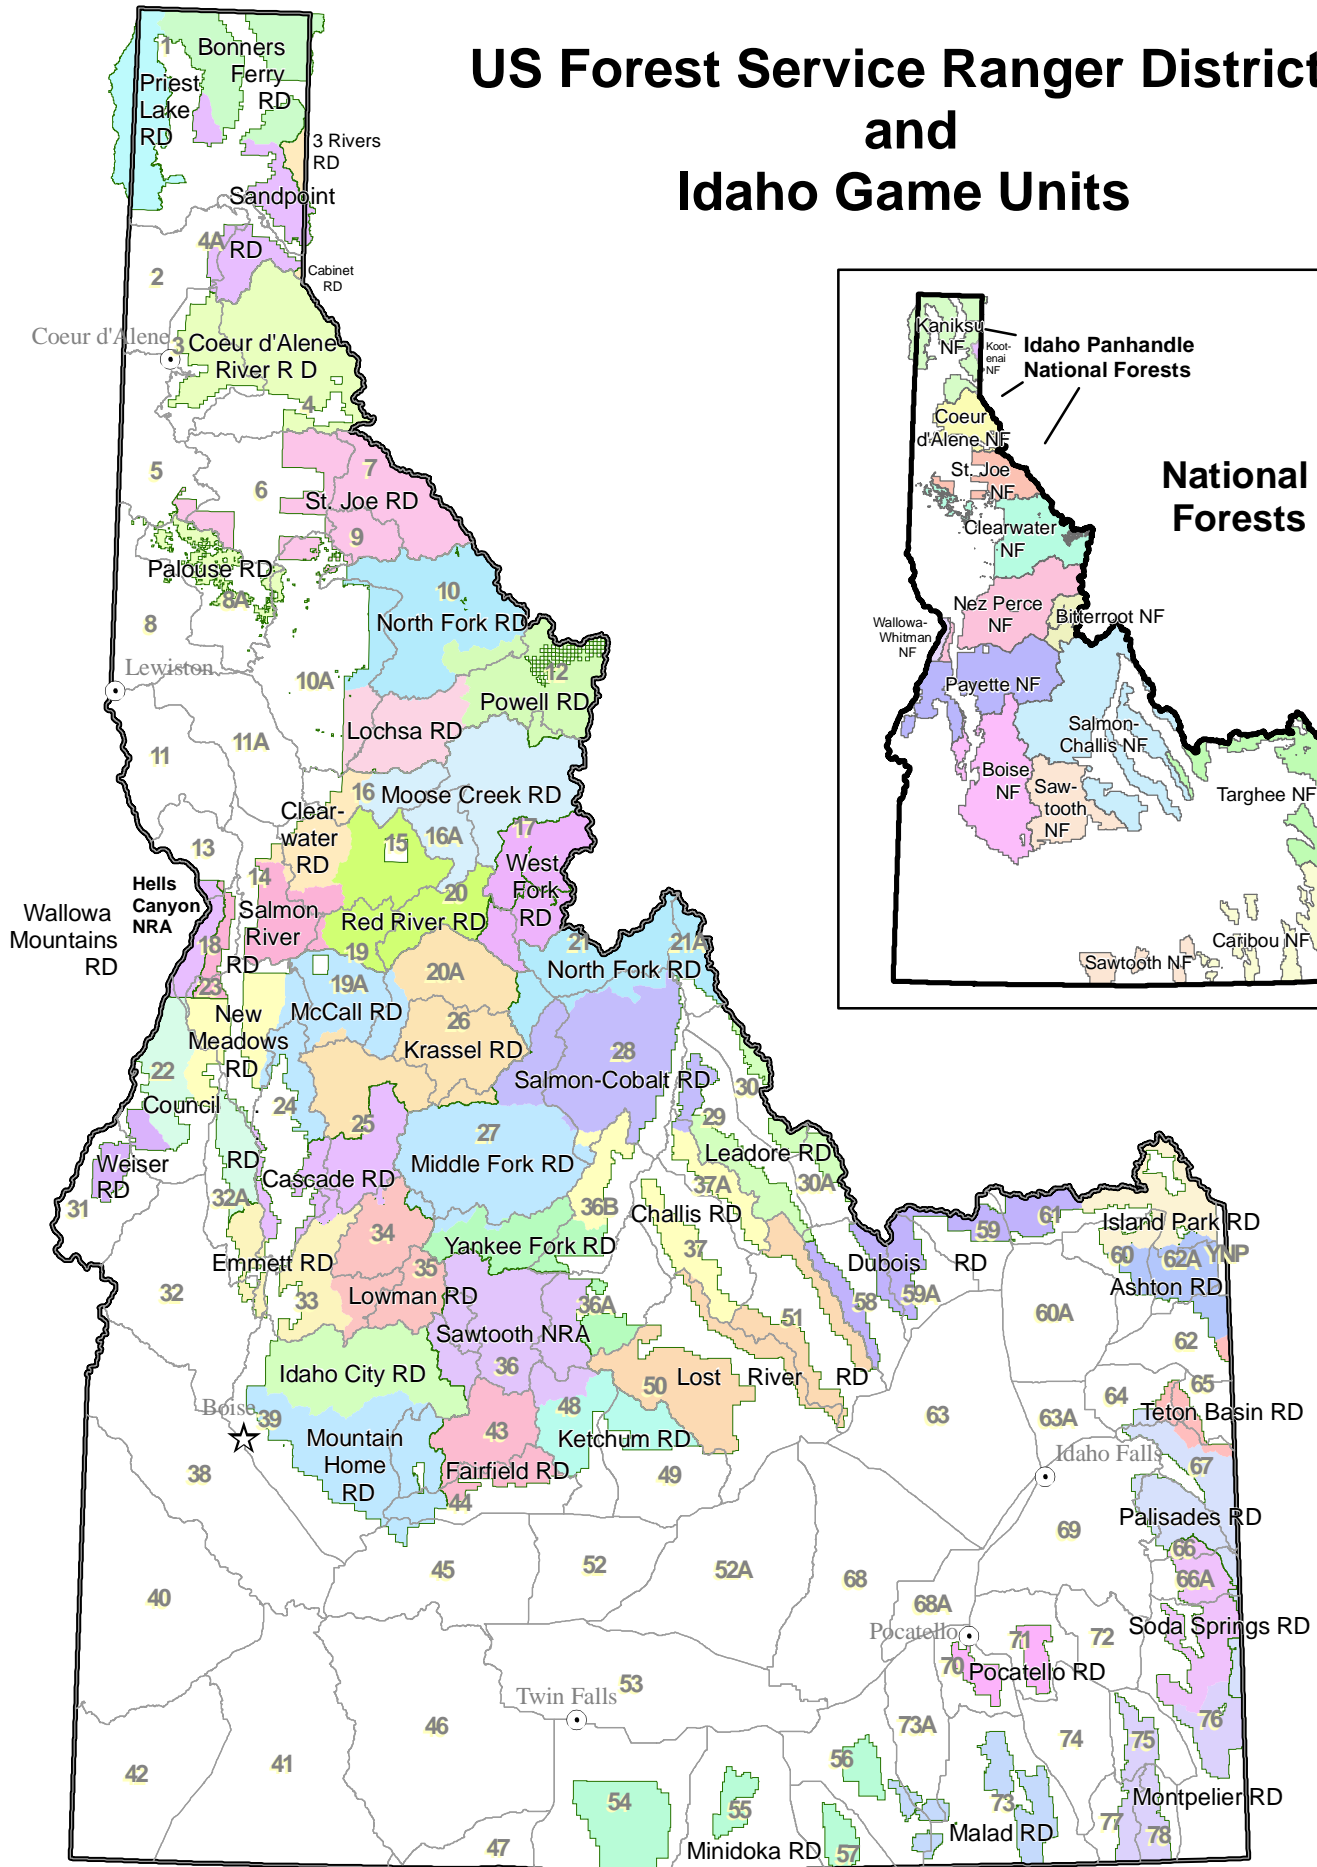 US Forest Service Ranger District
and
Idaho Game Units
1
Bonners
Ferry
RD
Priest
Lake
RD
3 Rivers
RD
Sandpoint
RD
4A
2
Cabinet
RD
Coeur d'Alene
3
Coeur d'Alene
River R D
4
5
6
7
St. Joe RD
9
Palouse RD
8A
8
10
North Fork RD
Lewiston
10A
12
Powell RD
Lochsa RD
11
11A
16
Moose Creek RD
Clear-
water
RD
15
16A
17
West
Fork
RD
13
14
20
Hells
Canyon
NRA
Wallowa
Mountains
RD
Salmon
River
RD
Red River RD
18
19
21
21A
North Fork RD
23
19A
20A
McCall RD
New
Meadows
RD
26
Krassel RD
28
Salmon-Cobalt RD
22
Council
RD
24
25
27
Middle Fork RD
29
30
Leadore RD
30A
Weiser
RD
31
32A
Cascade RD
36B
37A
Challis RD
34
Yankee Fork RD
37
Emmett RD
35
33
Lowman RD
32
36A
Sawtooth NRA
36
51
58
Dubois
RD
59A
59
61
Island Park RD
60
62A
YNP
Ashton RD
60A
62
Idaho City RD
50
Lost
River
RD
Boise
39
48
43
Ketchum RD
Mountain
Home
RD
Fairfield RD
44
49
38
63
63A
64
65
Teton Basin RD
Idaho Falls
67
Palisades RD
69
66
66A
45
52
52A
68
68A
40
Pocatello
71
72
Soda Springs RD
70
Pocatello RD
53
Twin Falls
46
73A
74
75
76
41
42
56
54
55
73
Montpelier RD
77
78
Malad RD
Minidoka RD
57
47
Kaniksu
NF
Koot-
enai
NF
Idaho Panhandle
National Forests
Coeur
d'Alene NF
St. Joe
NF
National
Forests
Clearwater
NF
Nez Perce
NF
Bitterroot NF
Wallowa-
Whitman
NF
Payette NF
Salmon-
Challis NF
Boise
NF
Saw-
tooth
NF
Targhee NF
Caribou NF
Sawtooth NF